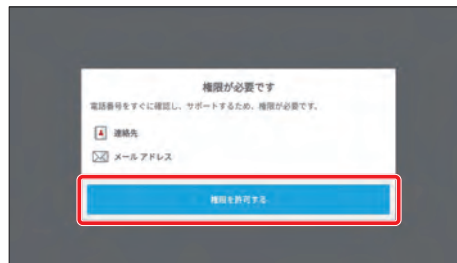 権限が必要です
電話番号をすぐに確認し、サポートするため、権限が必要です。
連絡先
メール アドレス
権限を許可する